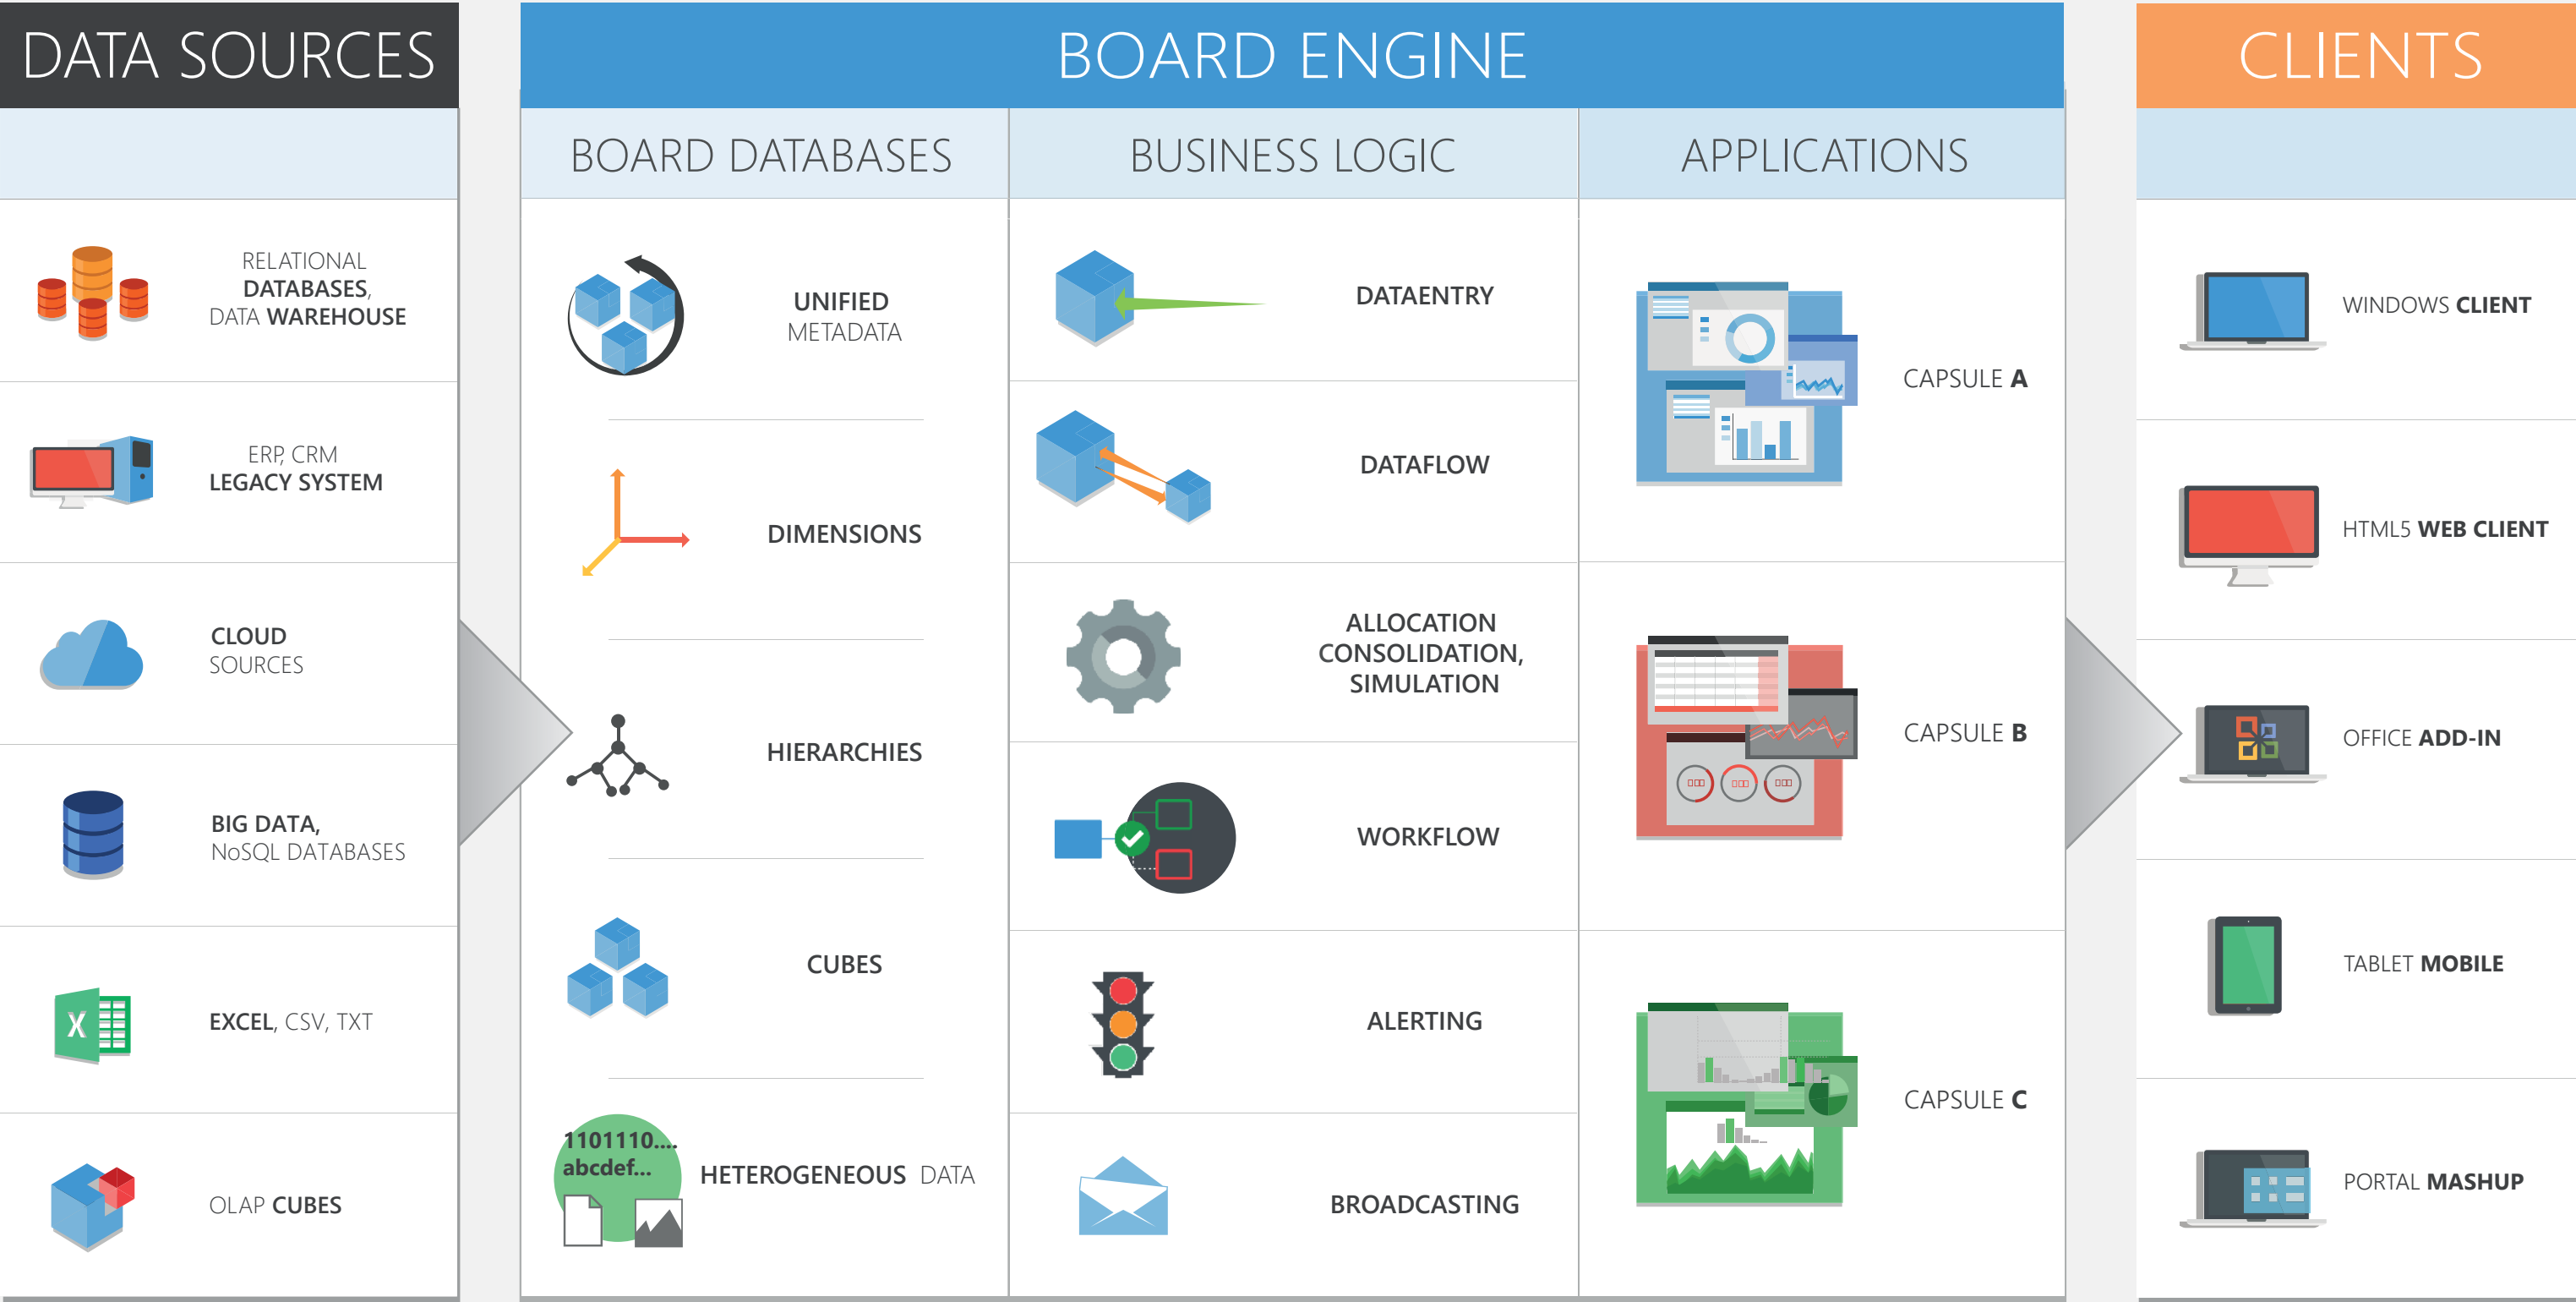 DATA SOURCES
RELATIONAL
DATABASES,
DATA WAREHOUSE
ERP, CRM
LEGACY SYSTEM
CLOUD
SOURCES
BIG DATA,
NoSQL DATABASES
X
EXCEL, CSV, TXT
OLAP CUBES
BOARD ENGINE
BOARD DATABASES
UNIFIED
METADATA
DIMENSIONS
HIERARCHIES
CUBES
1101110....
abcdef...
HETEROGENEOUS DATA
BUSINESS LOGIC
DATAENTRY
DATAFLOW
ALLOCATION
CONSOLIDATION,
SIMULATION
WORKFLOW
ALERTING
BROADCASTING
APPLICATIONS
CAPSULE A
CAPSULE B
CAPSULE C
CLIENTS
WINDOWS CLIENT
HTML5 WEB CLIENT
OFFICE ADD-IN
TABLET MOBILE
PORTAL MASHUP